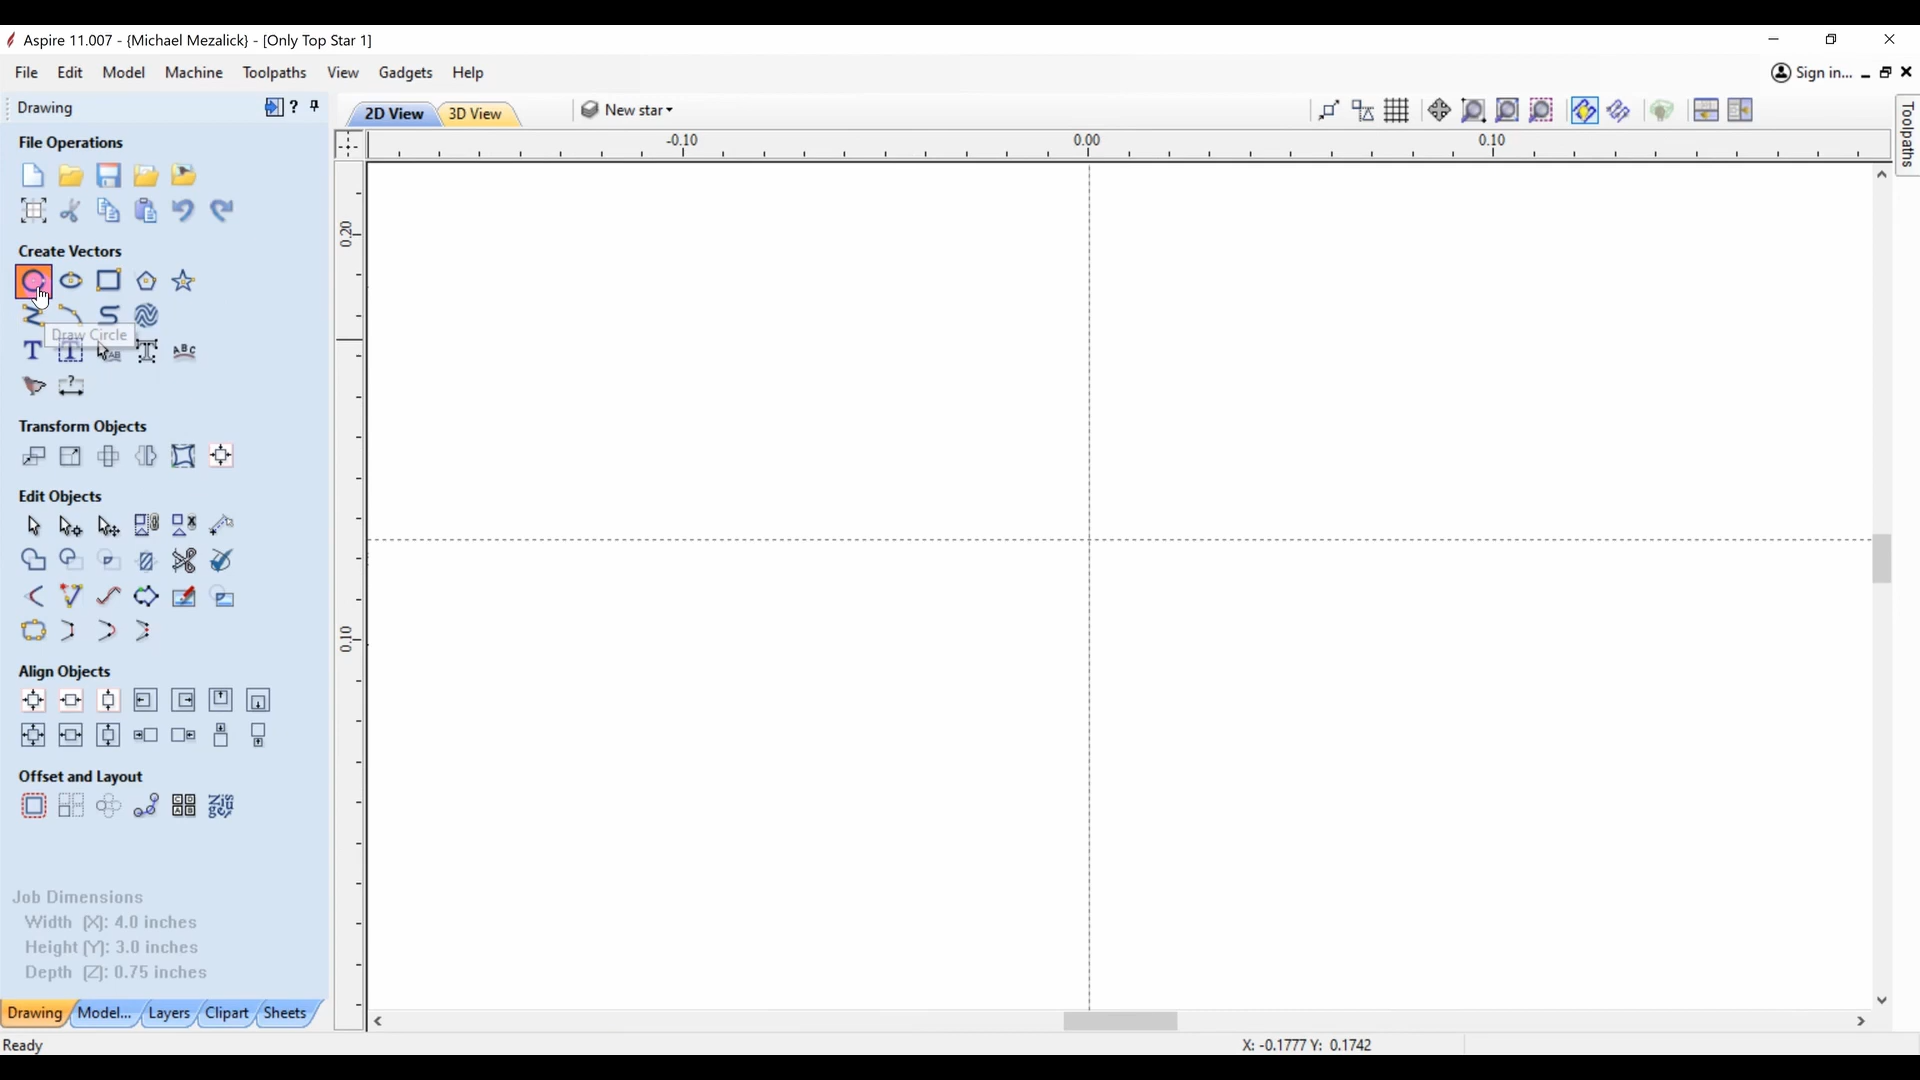 Aspire 11.007 - {Michael Mezalick} - [Only Top Star 1]
File Edit Model Machine Toolpaths View Gadgets Help
Sign in...
Drawing
2D View 3D View New star
Toolpaths
File Operations
-0.10 0.00 0.10
0.20
Create Vectors
Draw Circle
T T AB T ABC
?
Transform Objects
Edit Objects
0.10
Align Objects
Offset and Layout
Job Dimensions
Width (X): 4.0 inches
Height (Y): 3.0 inches
Depth (Z): 0.75 inches
Drawing Model... Layers Clipart Sheets
Ready
X: -0.1777 Y: 0.1742